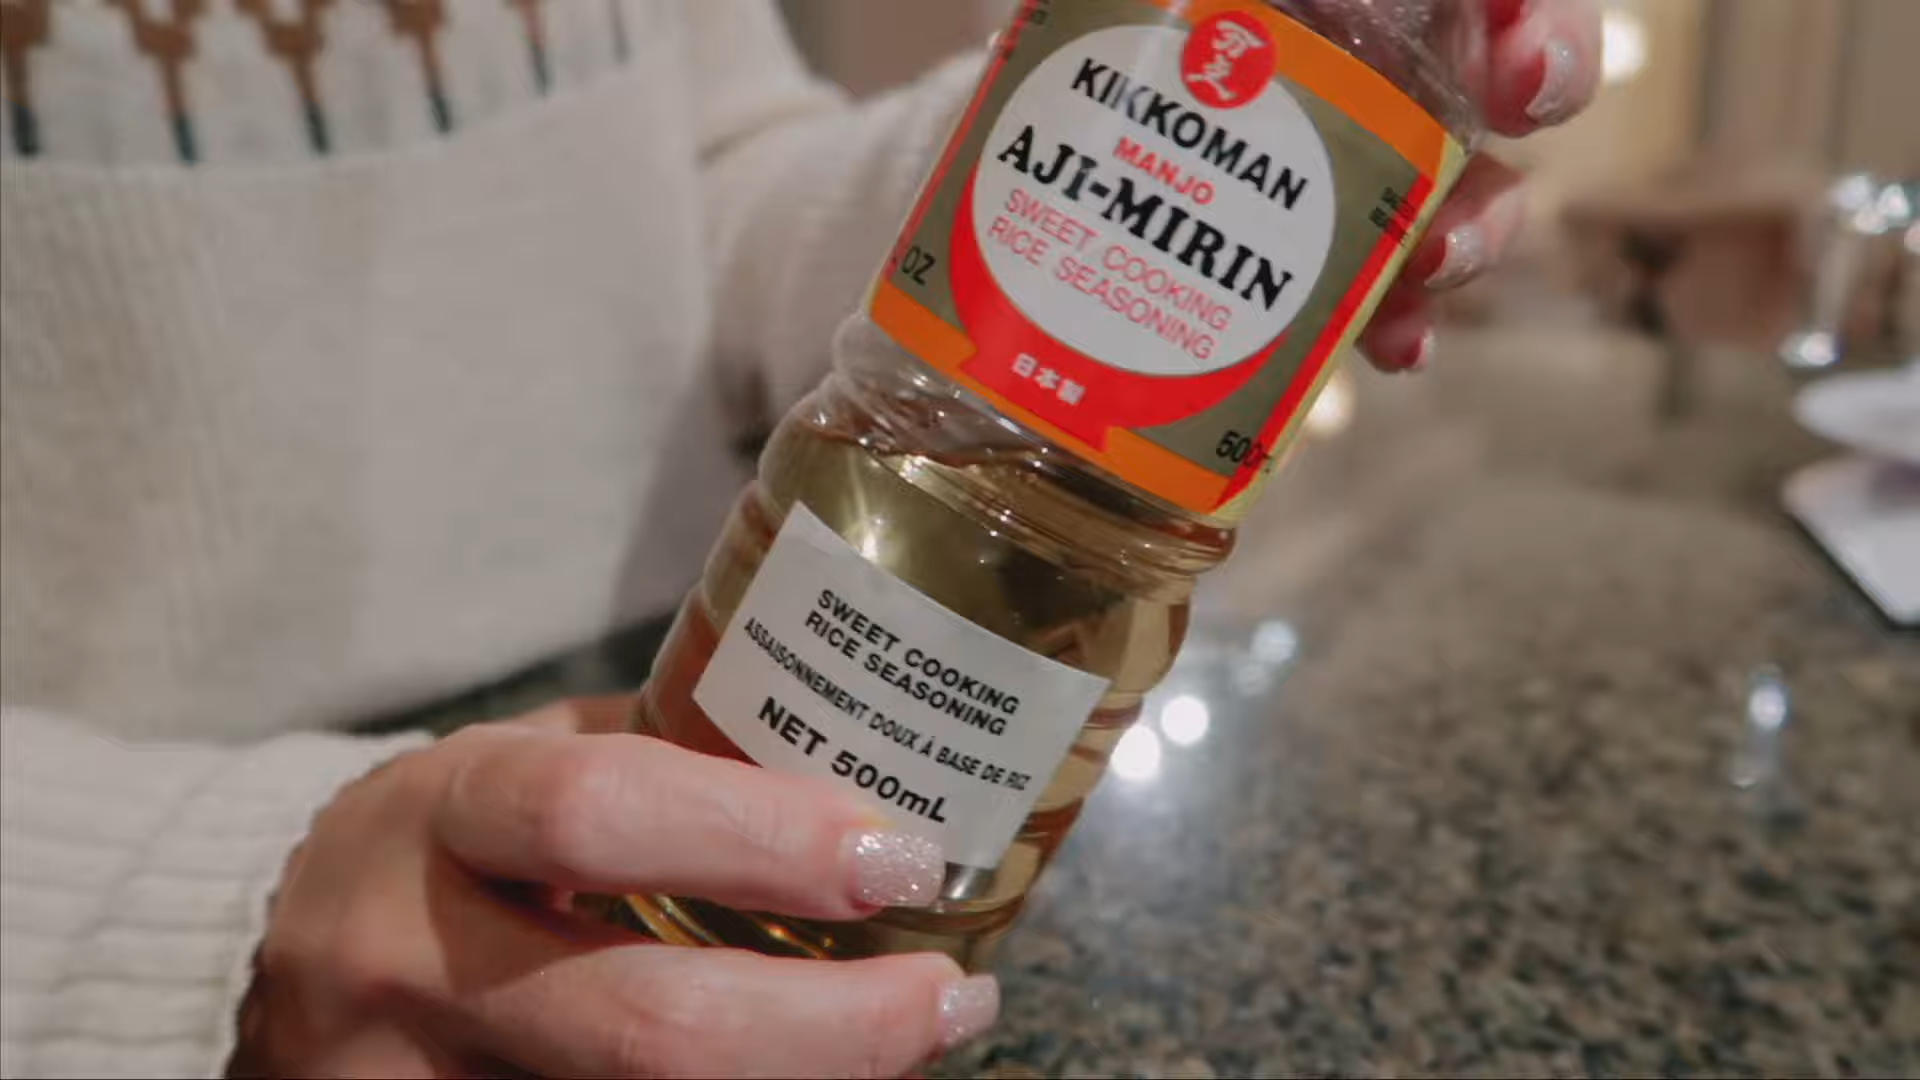 KIKKOMAN
MANJO
AJI-MIRIN
SWEET COOKING
RICE SEASONING
日本製
OZ
500m
SWEET COOKING
RICE SEASONING
ASSAISONNEMENT DOUX À BASE DE RIZ
NET 500mL